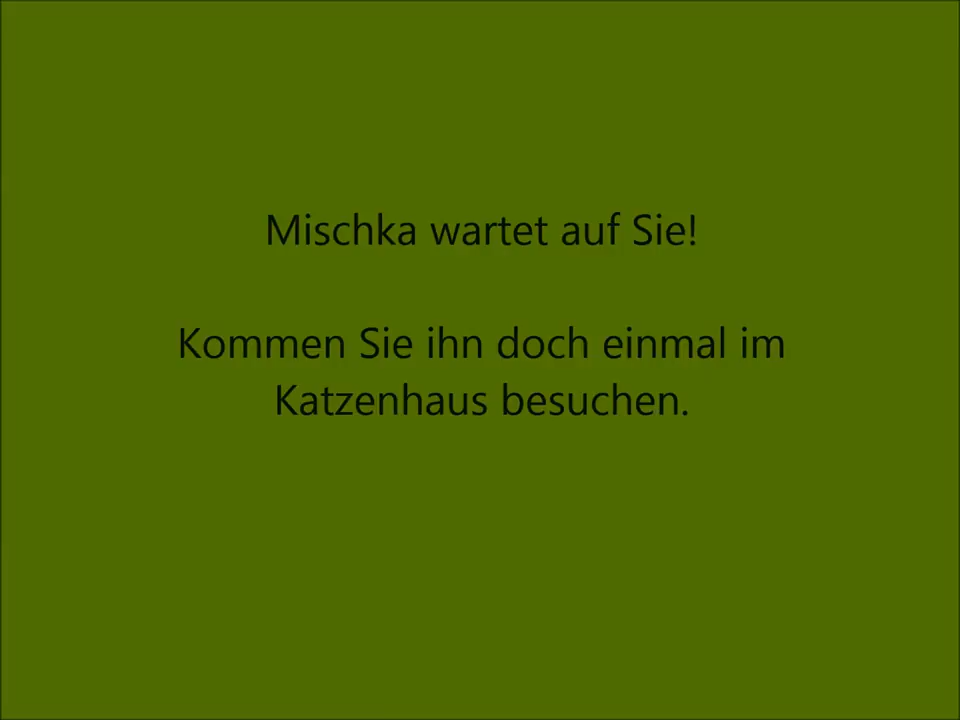 Mischka wartet auf Sie!
Kommen Sie ihn doch einmal im
Katzenhaus besuchen.